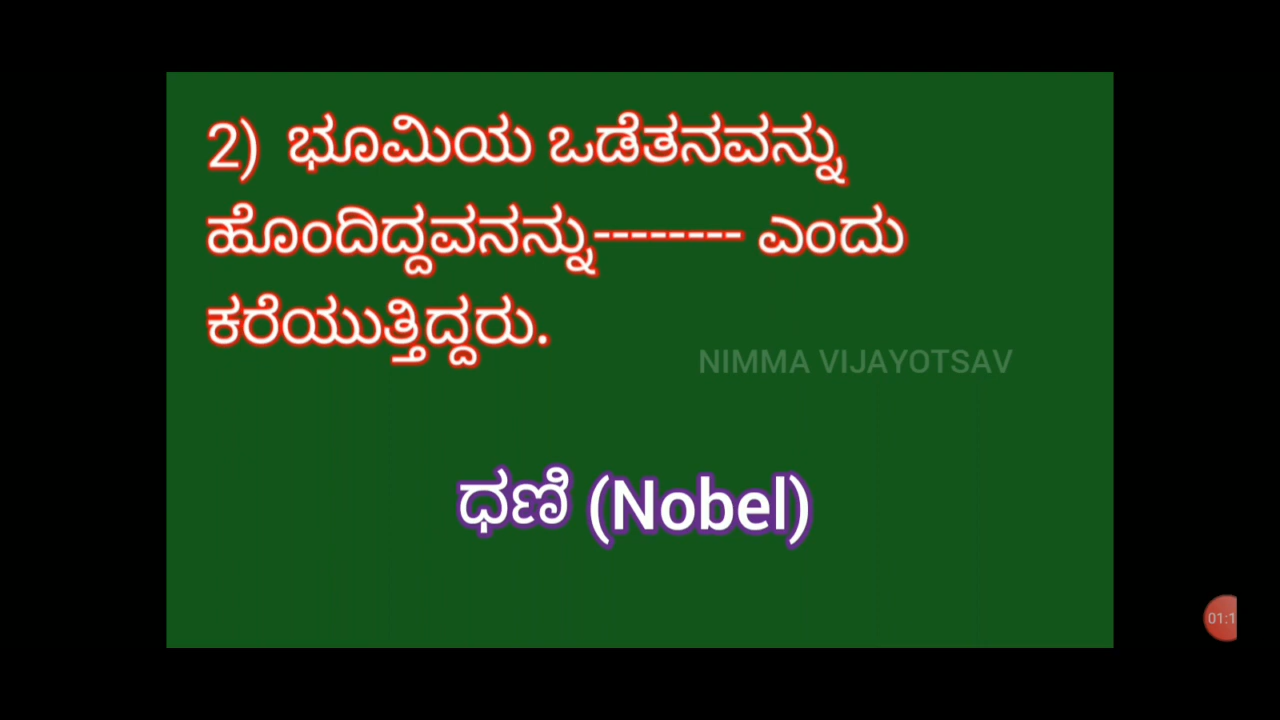 2) ಭೂಮಿಯ ಒಡೆತನವನ್ನು
ಹೊಂದಿದ್ದವನನ್ನು-------- ಎಂದು
ಕರೆಯುತ್ತಿದ್ದರು.
NIMMA VIJAYOTSAV
ಧಣಿ (Nobel)
01:1